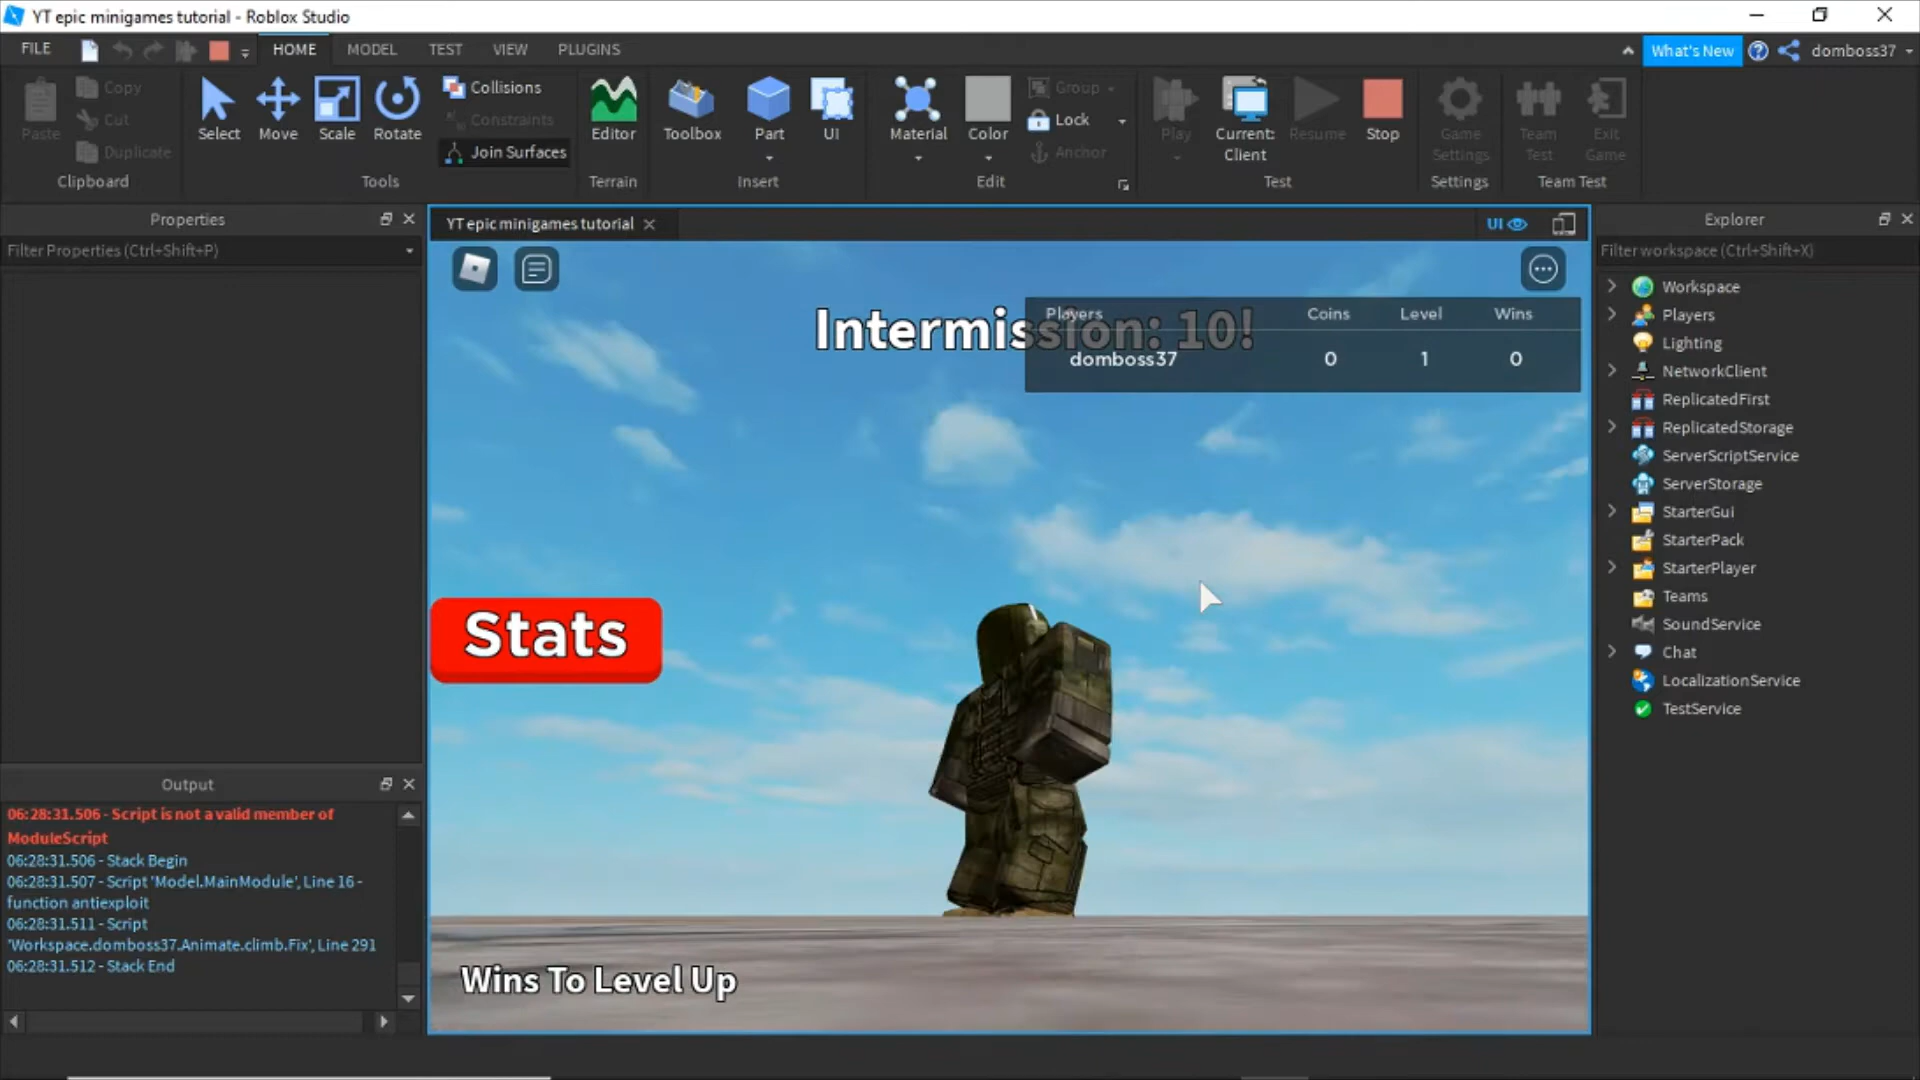 YT epic minigames tutorial - Roblox Studio
FILE
HOME
MODEL
TEST
VIEW
PLUGINS
What's New
domboss37
Paste
Copy
Cut
Duplicate
Clipboard
Select
Move
Scale
Rotate
Collisions
Constraints
Join Surfaces
Tools
Editor
Terrain
Toolbox
Part
UI
Insert
Material
Color
Group
Lock
Anchor
Edit
Play
Current:
Client
Resume
Stop
Test
Game
Settings
Settings
Team
Test
Exit
Game
Team Test
Properties
Filter Properties (Ctrl+Shift+P)
YT epic minigames tutorial
UI
Explorer
Filter workspace (Ctrl+Shift+X)
Workspace
Players
Lighting
NetworkClient
ReplicatedFirst
ReplicatedStorage
ServerScriptService
ServerStorage
StarterGui
StarterPack
StarterPlayer
Teams
SoundService
Chat
LocalizationService
TestService
Intermission: 10!
Players Coins Level Wins
domboss37 0 1 0
Stats
Wins To Level Up
Output
06:28:31.506 - Script is not a valid member of
ModuleScript
06:28:31.506 - Stack Begin
06:28:31.507 - Script 'Model.MainModule', Line 16 -
function antiexploit
06:28:31.511 - Script
'Workspace.domboss37.Animate.climb.Fix', Line 291
06:28:31.512 - Stack End